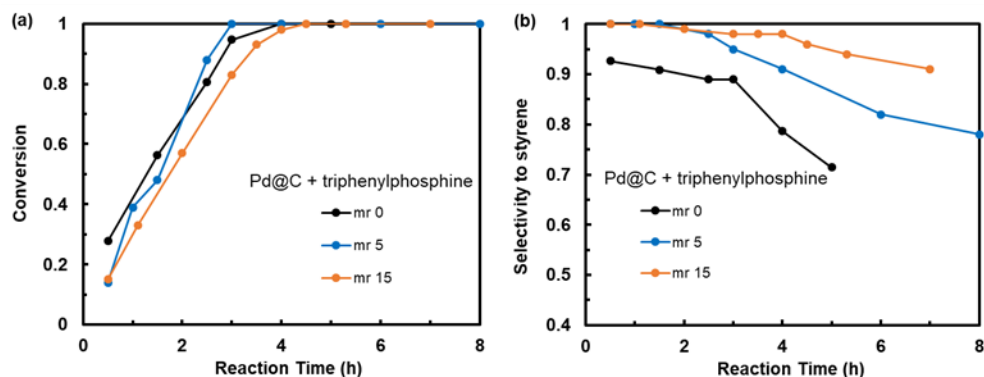 (a)
1
0.8
0.6
0.4
0.2
0
Conversion
Pd@C + triphenylphosphine
mr 0
mr 5
mr 15
0 2 4 6 8
Reaction Time (h)
(b)
1
0.9
0.8
0.7
0.6
0.5
0.4
Selectivity to styrene
Pd@C + triphenylphosphine
mr 0
mr 5
mr 15
0 2 4 6 8
Reaction Time (h)